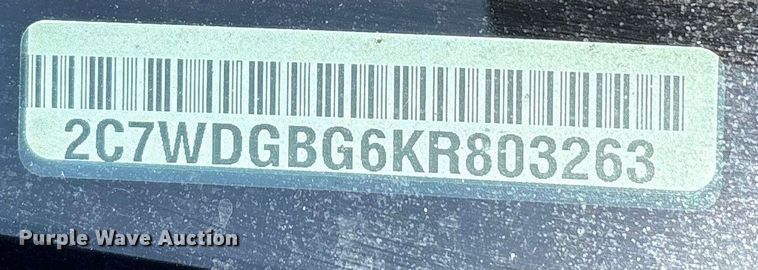 2C7WDGBG6KR803263
Purple Wave Auction